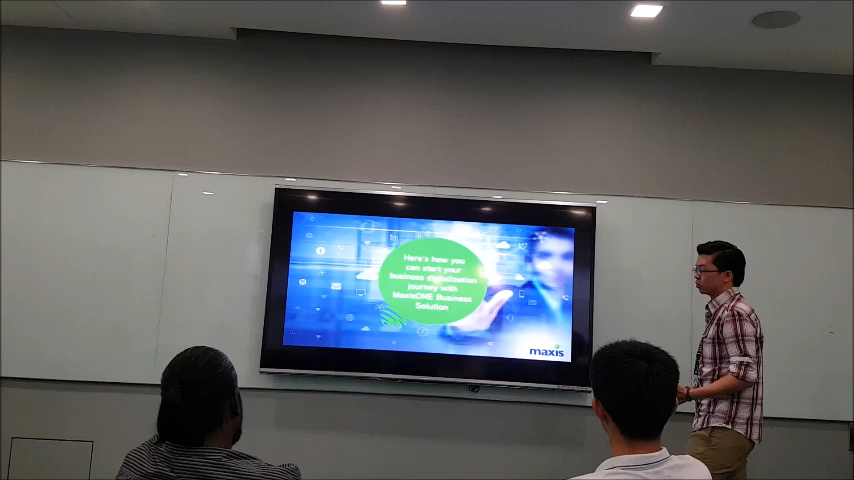 Here's how you
can start your
business digitalization
journey with
MaxisONE Business
Solution
maxis